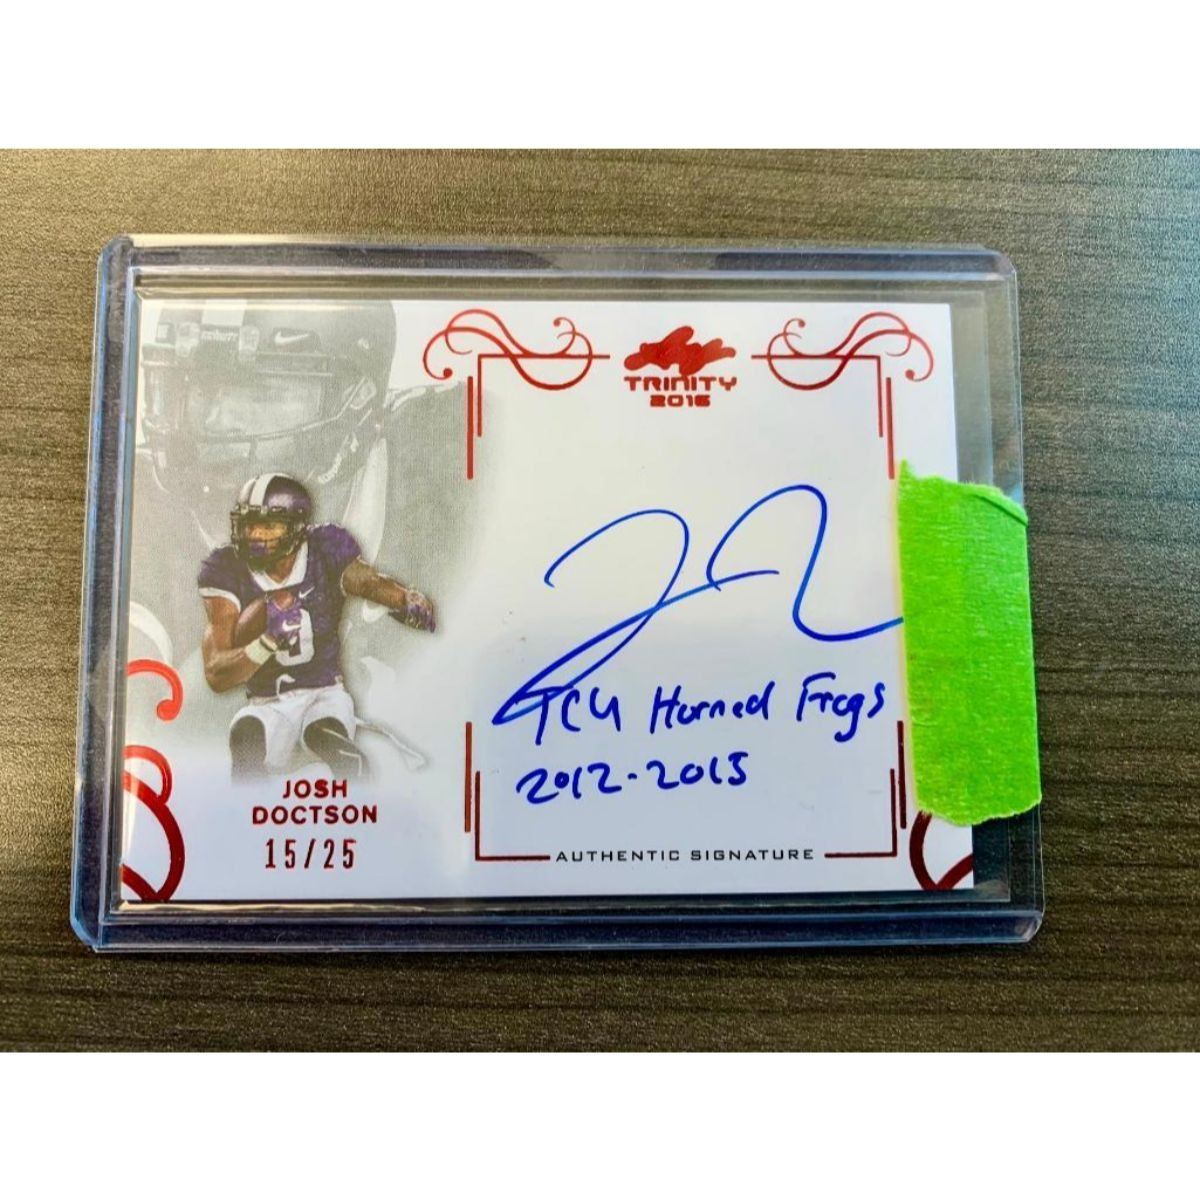 TRINITY
2016
TCU Horned Frogs
2012-2015
JOSH
DOCTSON
15/25
AUTHENTIC SIGNATURE